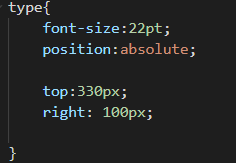 type{
font-size:22pt;
position:absolute;
top:330px;
right: 100px;
}